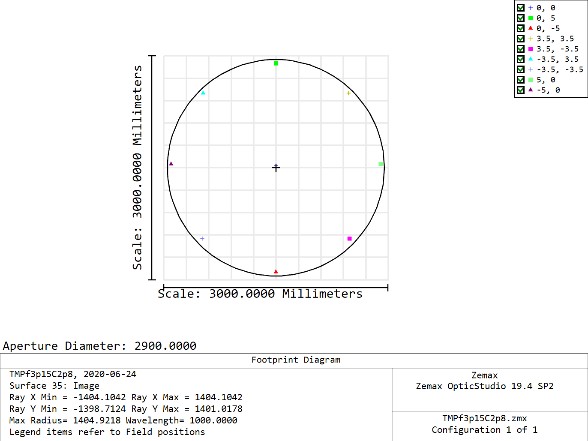 + 0, 0
0, 5
0, -5
+ 3.5, 3.5
3.5, -3.5
-3.5, 3.5
+ -3.5, -3.5
5, 0
-5, 0
Scale: 3000.0000 Millimeters
Scale: 3000.0000 Millimeters
Aperture Diameter: 2900.0000
Footprint Diagram
TMPf3p15C2p8, 2020-06-24
Surface 35: Image
Ray X Min = -1404.1042 Ray X Max = 1404.1042
Ray Y Min = -1398.7124 Ray Y Max = 1401.0178
Max Radius= 1404.9218 Wavelength= 1000.0000
Legend items refer to Field positions
Zemax
Zemax OpticStudio 19.4 SP2
TMPf3p15C2p8.zmx
Configuration 1 of 1